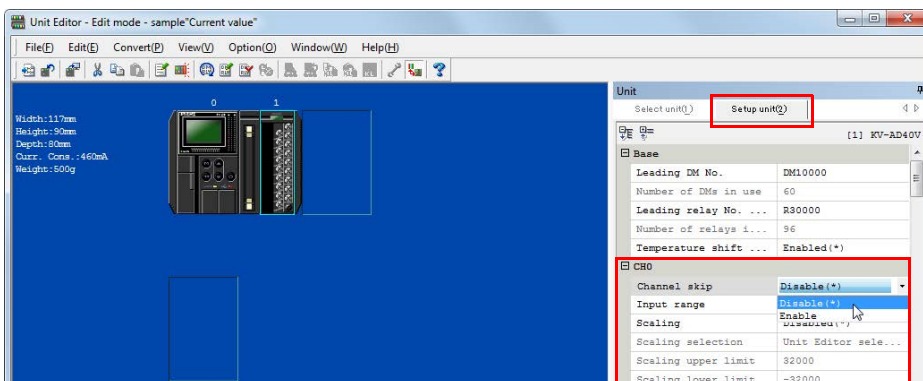 Unit Editor - Edit mode - sample"Current value"
File(F) Edit(E) Convert(P) View(V) Option(O) Window(W) Help(H)
0 1
Width:117mm
Height:90mm
Depth:80mm
Curr. Cons.:460mA
Weight:500g
Unit
Select unit(1) Setup unit(2)
[1] KV-AD40V
Base
Leading DM No. DM10000
Number of DMs in use 60
Leading relay No. ... R30000
Number of relays i... 96
Temperature shift ... Enabled(*)
CH0
Channel skip Disable(*)
Input range Disable(*)
Enable
Scaling Disabled(*)
Scaling selection Unit Editor sele...
Scaling upper limit 32000
Scaling lower limit -32000